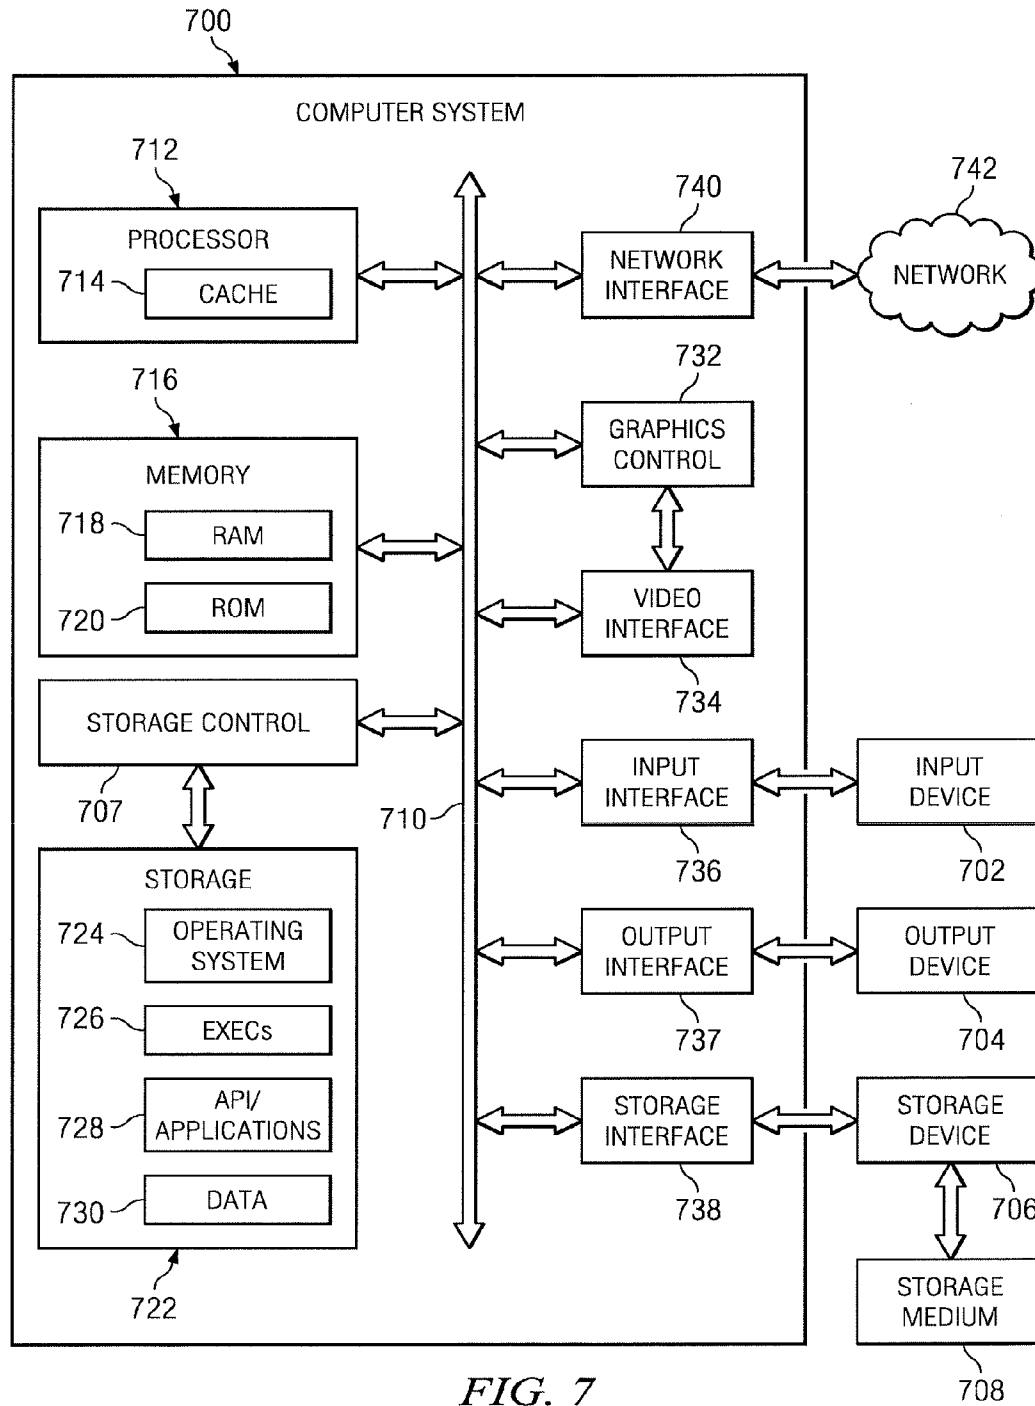 700
COMPUTER SYSTEM
712
PROCESSOR
714
CACHE
716
MEMORY
718
RAM
720
ROM
STORAGE CONTROL
707
STORAGE
724
OPERATING
SYSTEM
726
EXECs
728
API/
APPLICATIONS
730
DATA
722
710
740
NETWORK
INTERFACE
742
NETWORK
732
GRAPHICS
CONTROL
VIDEO
INTERFACE
734
INPUT
INTERFACE
736
INPUT
DEVICE
702
OUTPUT
INTERFACE
737
OUTPUT
DEVICE
704
STORAGE
INTERFACE
738
STORAGE
DEVICE
706
STORAGE
MEDIUM
708
FIG. 7